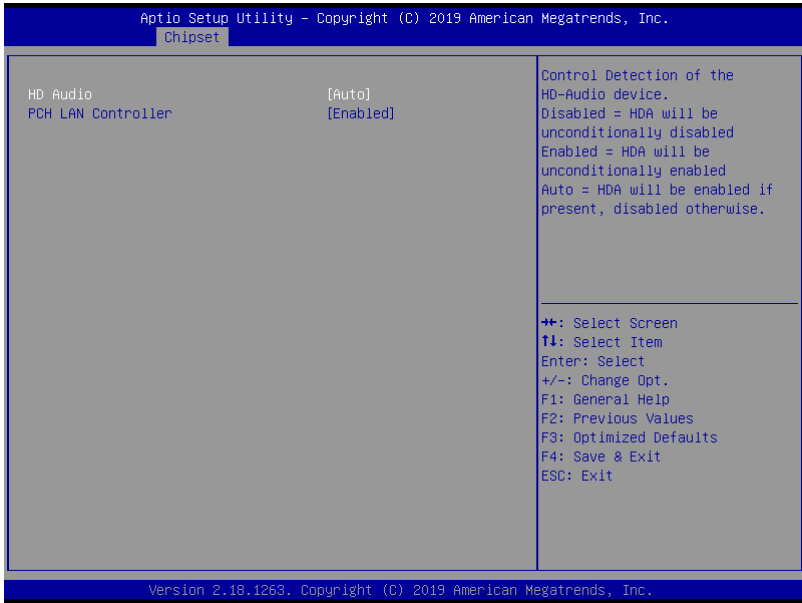 Aptio Setup Utility – Copyright (C) 2019 American Megatrends, Inc.
Chipset
HD Audio [Auto]
PCH LAN Controller [Enabled]
Control Detection of the
HD-Audio device.
Disabled = HDA will be
unconditionally disabled
Enabled = HDA will be
unconditionally enabled
Auto = HDA will be enabled if
present, disabled otherwise.
→←: Select Screen
↑↓: Select Item
Enter: Select
+/-: Change Opt.
F1: General Help
F2: Previous Values
F3: Optimized Defaults
F4: Save & Exit
ESC: Exit
Version 2.18.1263. Copyright (C) 2019 American Megatrends, Inc.